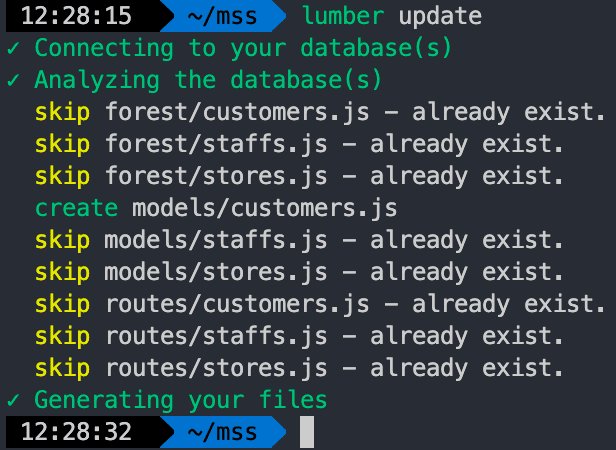 12:28:15 ~/mss lumber update
✓ Connecting to your database(s)
✓ Analyzing the database(s)
skip forest/customers.js - already exist.
skip forest/staffs.js - already exist.
skip forest/stores.js - already exist.
create models/customers.js
skip models/staffs.js - already exist.
skip models/stores.js - already exist.
skip routes/customers.js - already exist.
skip routes/staffs.js - already exist.
skip routes/stores.js - already exist.
✓ Generating your files
12:28:32 ~/mss